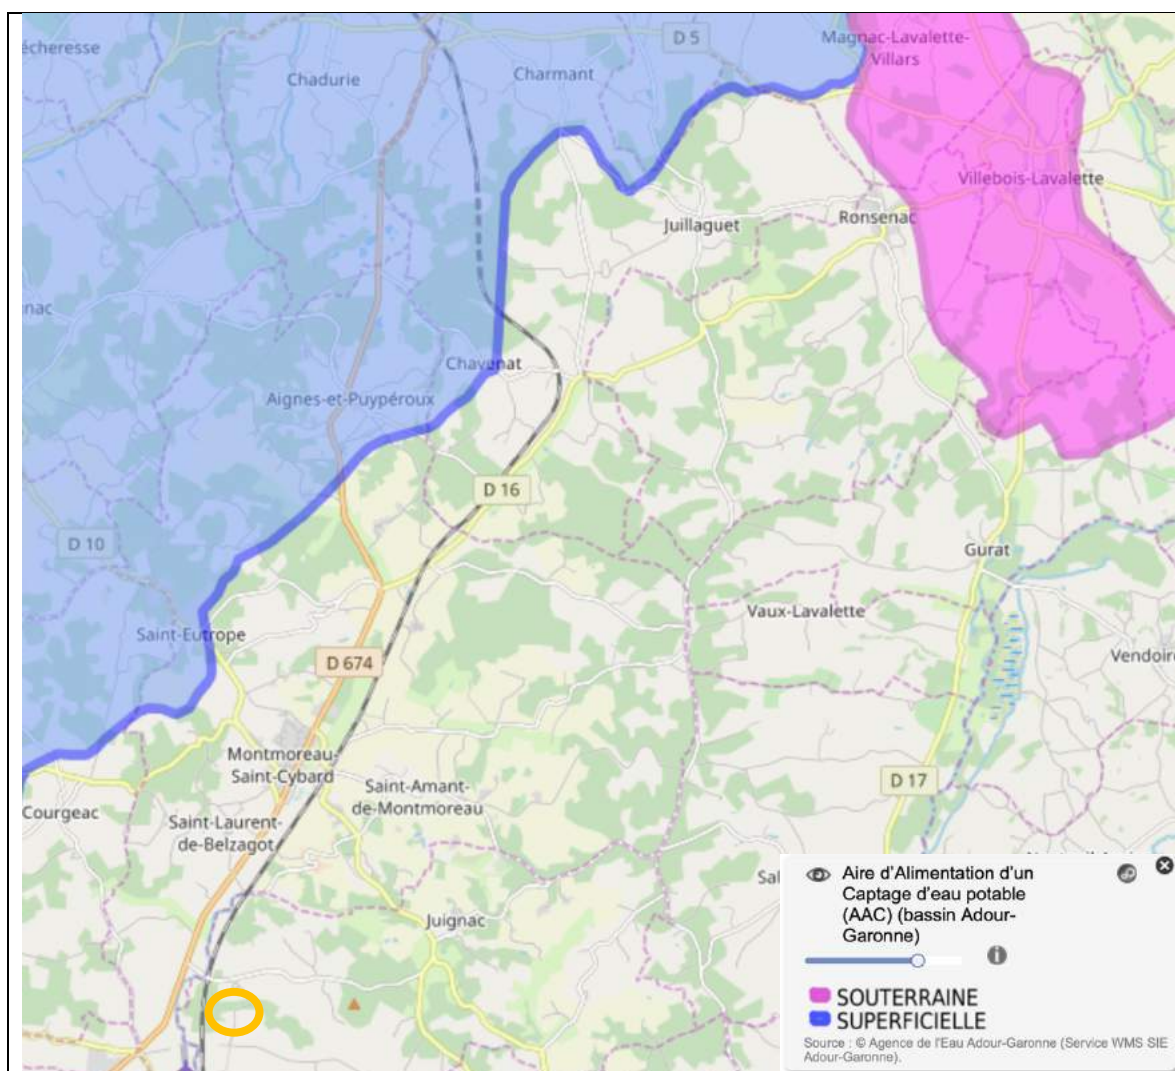 D 5
Magnac-Lavalette-
Villars
écheresse
Chadurie
Charmant
Villebois-Lavalette
Juillaguet
Ronsenac
nac
Chavenat
Aignes-et-Puypéroux
D 16
D 10
Gurat
Vaux-Lavalette
Saint-Eutrope
D 674
Vendoire
Montmoreau-
Saint-Cybard
Saint-Amant-
de-Montmoreau
D 17
Courgeac
Saint-Laurent-
de-Belzagot
Sal
Juignac
Aire d'Alimentation d'un
Captage d'eau potable
(AAC) (bassin Adour-
Garonne)
SOUTERRAINE
SUPERFICIELLE
Source : © Agence de l'Eau Adour-Garonne (Service WMS SIE
Adour-Garonne).